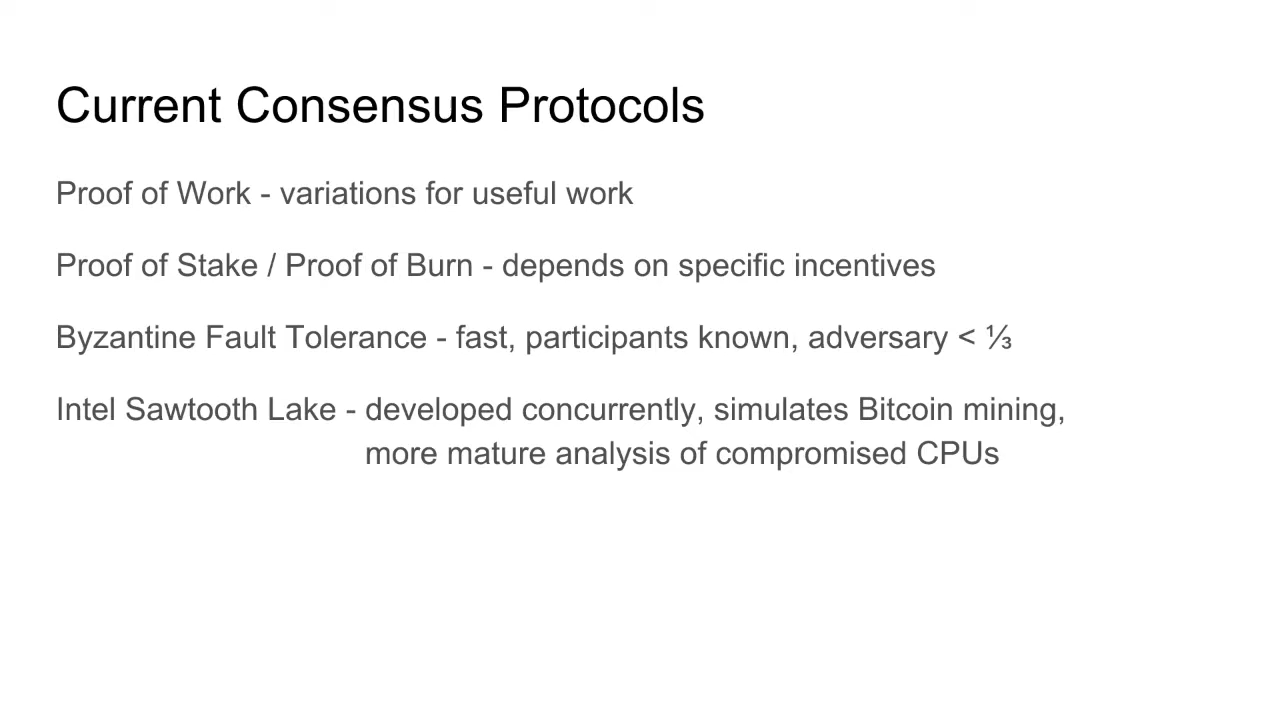 Current Consensus Protocols
Proof of Work - variations for useful work
Proof of Stake / Proof of Burn - depends on specific incentives
Byzantine Fault Tolerance - fast, participants known, adversary < ⅓
Intel Sawtooth Lake - developed concurrently, simulates Bitcoin mining,
more mature analysis of compromised CPUs